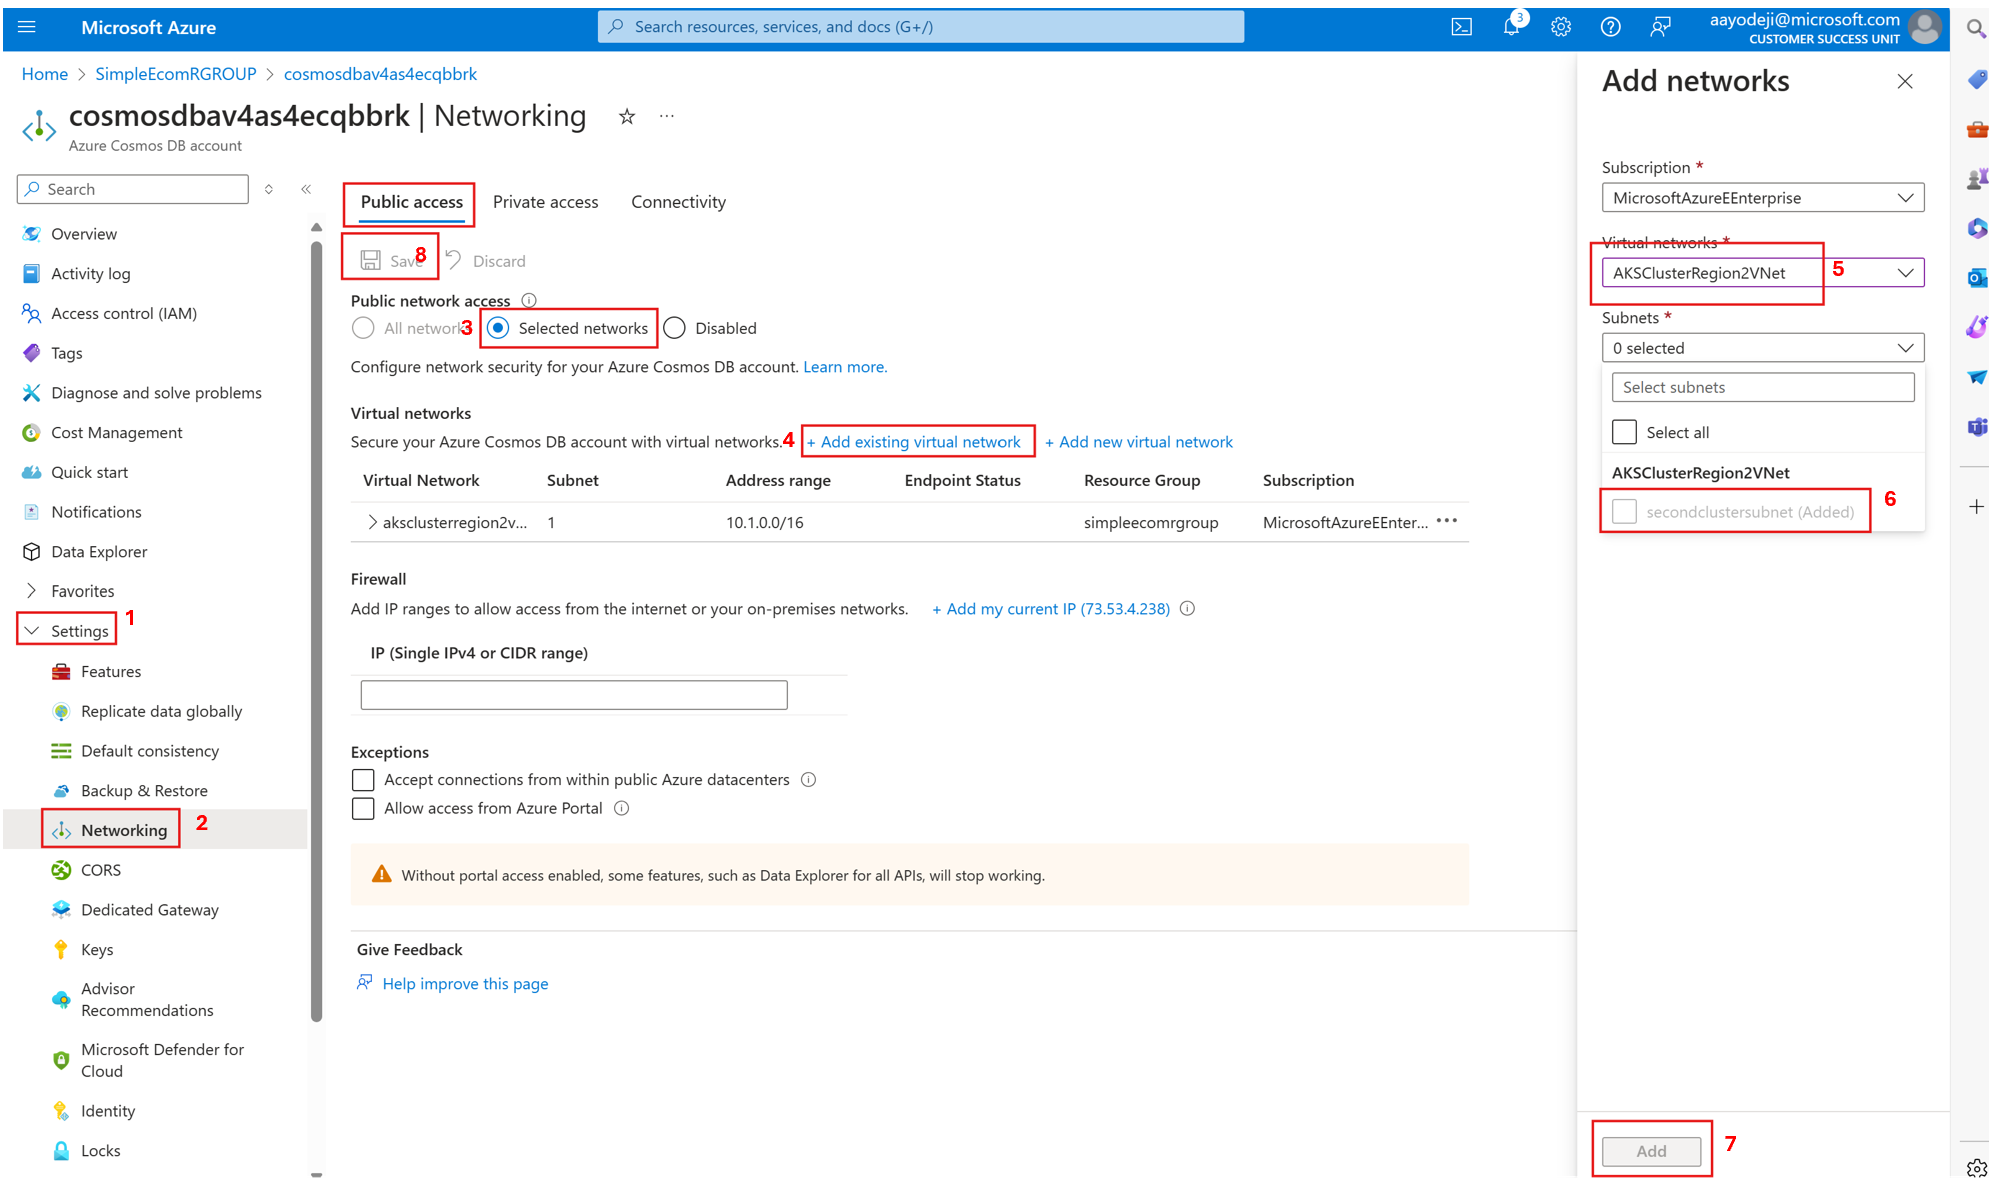 Microsoft Azure
Search resources, services, and docs (G+/)
3
aayodeji@microsoft.com
CUSTOMER SUCCESS UNIT
Home > SimpleEcomRGROUP > cosmosdbav4as4ecqbbrk
cosmosdbav4as4ecqbbrk | Networking
Azure Cosmos DB account
Search
Overview
Activity log
Access control (IAM)
Tags
Diagnose and solve problems
Cost Management
Quick start
Notifications
Data Explorer
Favorites
Settings 1
Features
Replicate data globally
Default consistency
Backup & Restore
Networking 2
CORS
Dedicated Gateway
Keys
Advisor
Recommendations
Microsoft Defender for
Cloud
Identity
Locks
Public access Private access Connectivity
Save 8 Discard
Public network access
All network 3 Selected networks Disabled
Configure network security for your Azure Cosmos DB account. Learn more.
Virtual networks
Secure your Azure Cosmos DB account with virtual networks. 4 + Add existing virtual network + Add new virtual network
Virtual Network Subnet Address range Endpoint Status Resource Group Subscription
aksclusterregion2v... 1 10.1.0.0/16 simpleecomrgroup MicrosoftAzureEEnter... ...
Firewall
Add IP ranges to allow access from the internet or your on-premises networks. + Add my current IP (73.53.4.238)
IP (Single IPv4 or CIDR range)
Exceptions
Accept connections from within public Azure datacenters
Allow access from Azure Portal
Without portal access enabled, some features, such as Data Explorer for all APIs, will stop working.
Give Feedback
Help improve this page
Add networks
Subscription *
MicrosoftAzureEEnterprise
Virtual networks *
AKSClusterRegion2VNet 5
Subnets *
0 selected
Select subnets
Select all
AKSClusterRegion2VNet
secondclustersubnet (Added) 6
Add 7